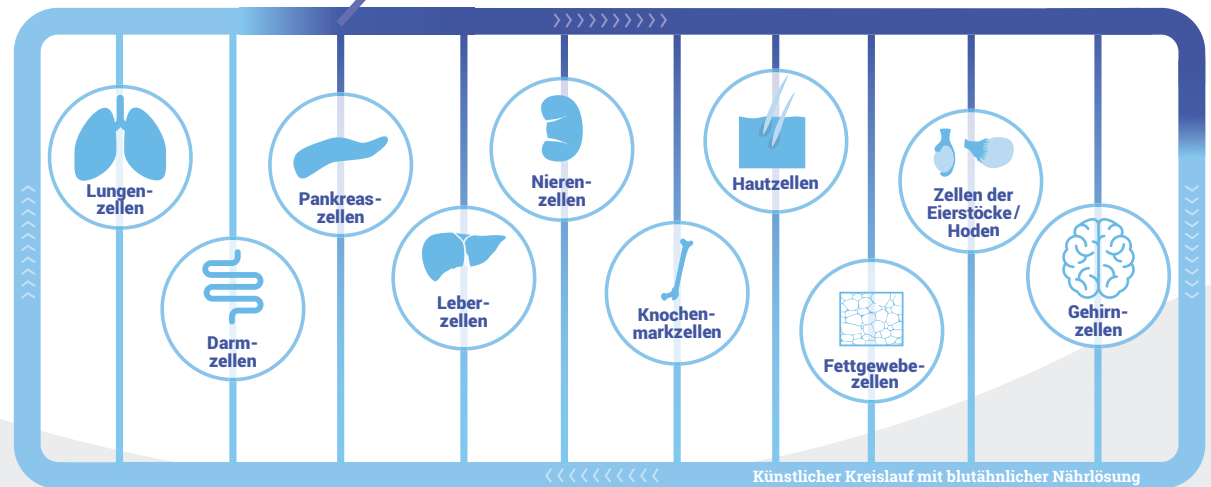 Lungen-
zellen
Darm-
zellen
Pankreas-
zellen
Leber-
zellen
Nieren-
zellen
Knochen-
markzellen
Hautzellen
Fettgewebe-
zellen
Zellen der
Eierstöcke/
Hoden
Gehirn-
zellen
Künstlicher Kreislauf mit blutähnlicher Nährlösung